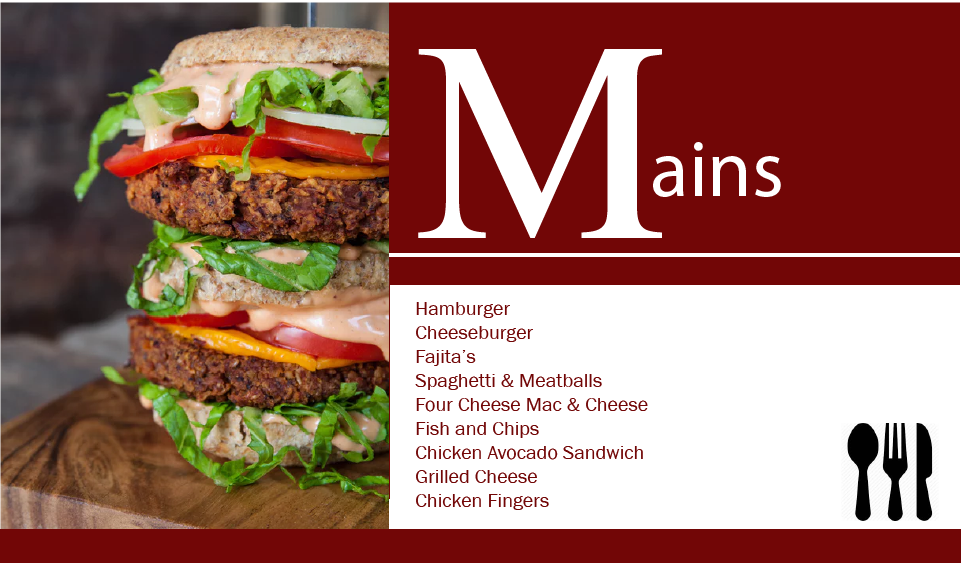 Mains
Hamburger
Cheeseburger
Fajita’s
Spaghetti & Meatballs
Four Cheese Mac & Cheese
Fish and Chips
Chicken Avocado Sandwich
Grilled Cheese
Chicken Fingers